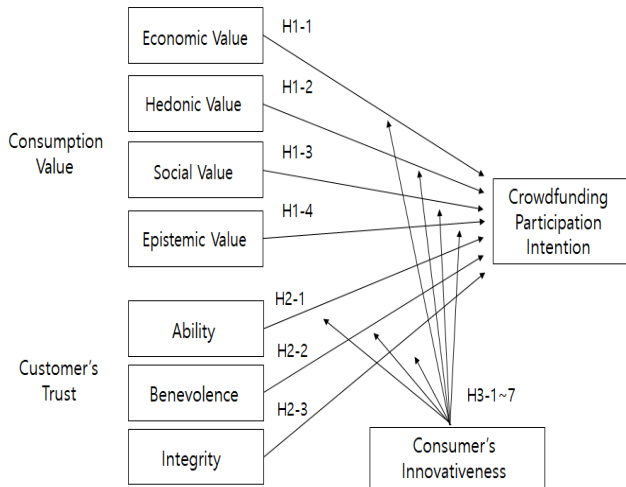 Economic Value
H1-1
Hedonic Value
H1-2
Consumption
Value
Social Value
H1-3
Epistemic Value
H1-4
Crowdfunding
Participation
Intention
Ability
H2-1
Customer’s
Trust
Benevolence
H2-2
Integrity
H2-3
H3-1~7
Consumer’s
Innovativeness